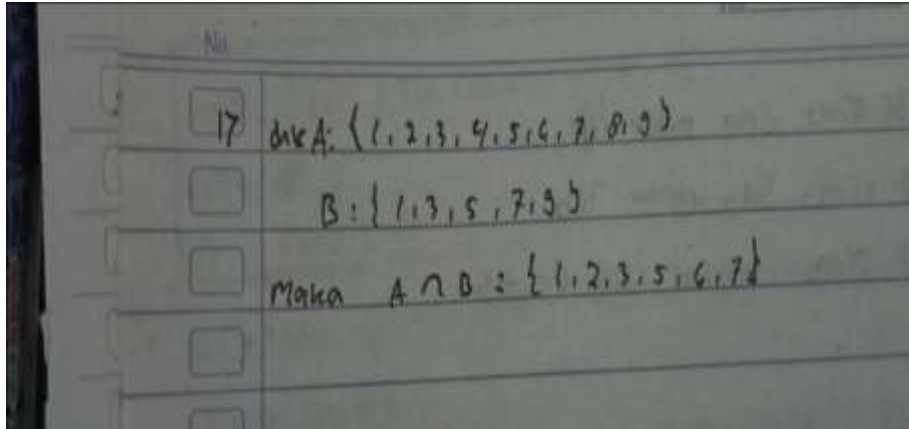 No
17 dik A: {1, 2, 3, 4, 5, 6, 7, 8, 9}
B: { 1, 3, 5, 7, 9 }
Maka A ∩ B : { 1, 2, 3, 5, 6, 7}